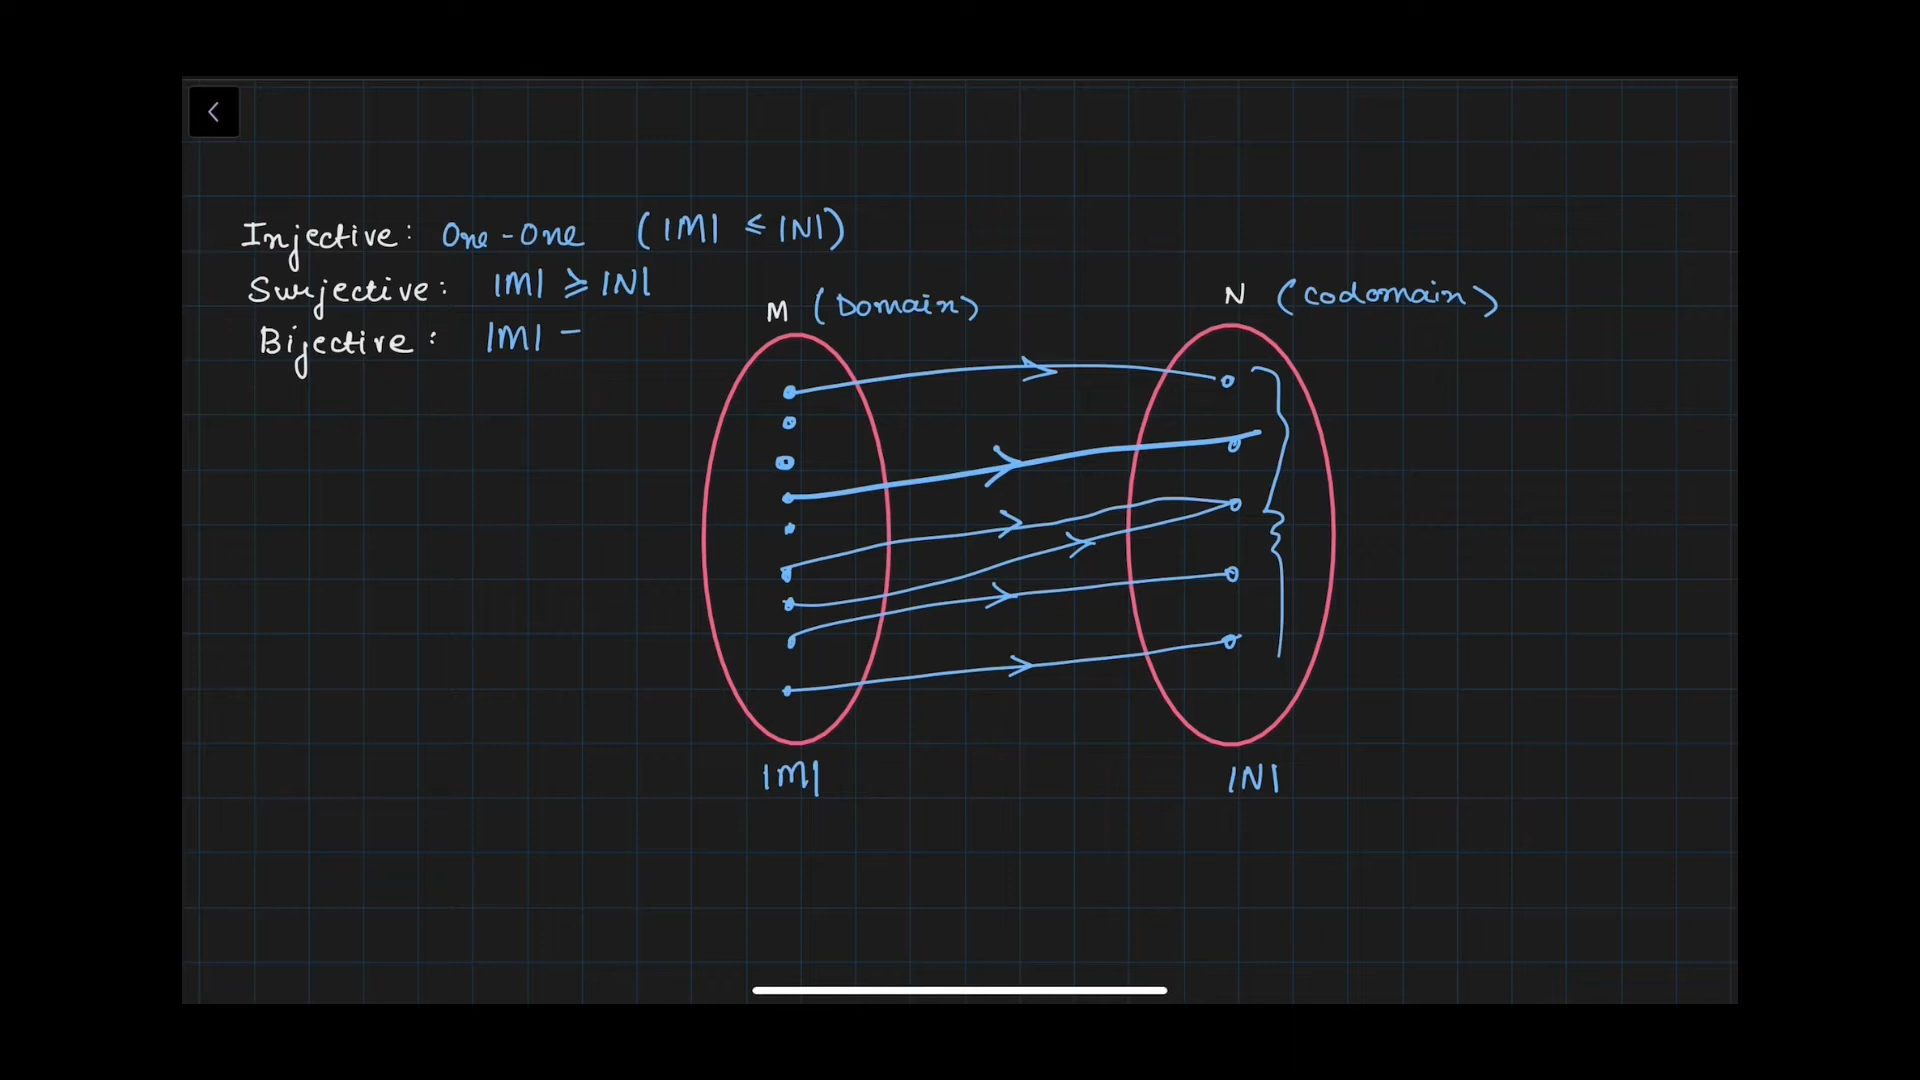 Injective: One-One (|M| ≤ |N|)
Surjective: |M| ⩾ |N|
Bijective: |M| -
M (Domain)
N (Codomain)
|M|
|N|